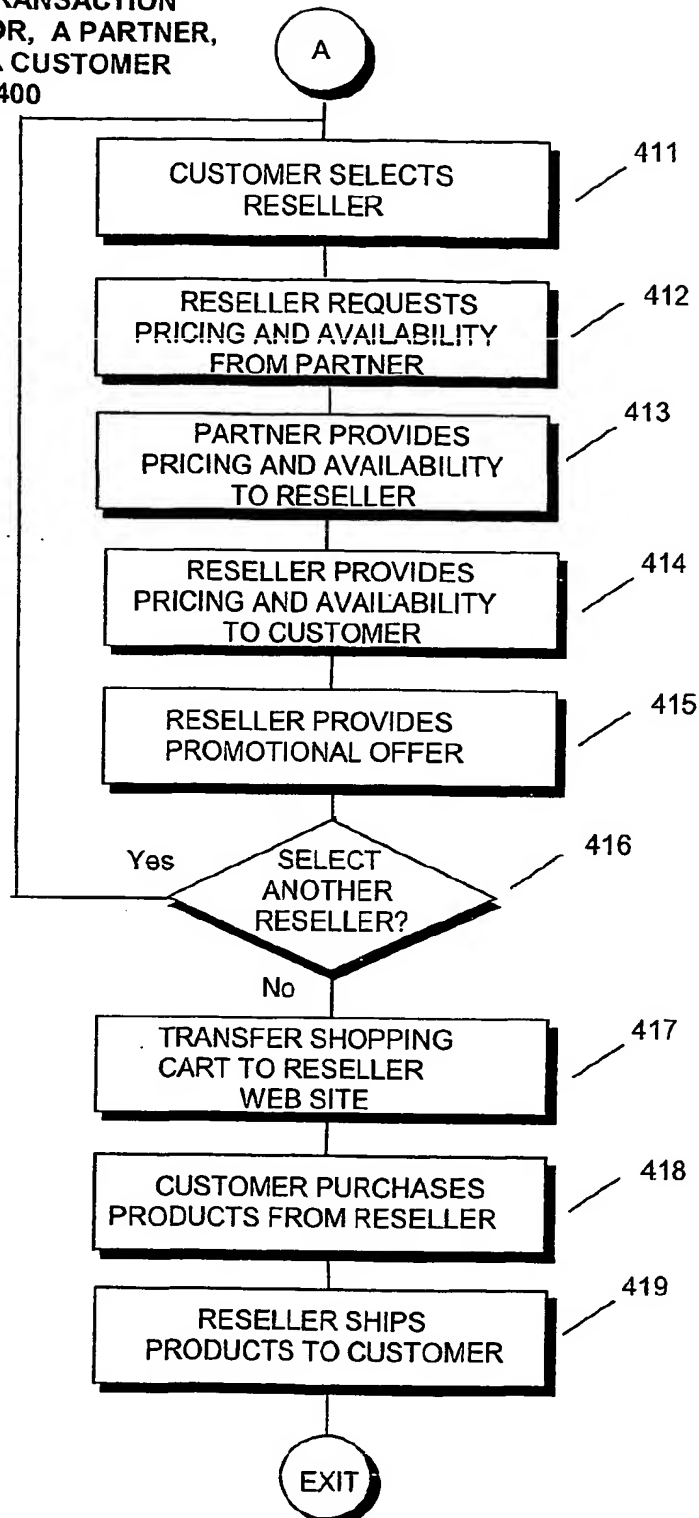 RANSACTION
OR, A PARTNER,
CUSTOMER
400
A
CUSTOMER SELECTS
RESELLER
411
RESELLER REQUESTS
PRICING AND AVAILABILITY
FROM PARTNER
412
PARTNER PROVIDES
PRICING AND AVAILABILITY
TO RESELLER
413
RESELLER PROVIDES
PRICING AND AVAILABILITY
TO CUSTOMER
414
RESELLER PROVIDES
PROMOTIONAL OFFER
415
Yes
SELECT
ANOTHER
RESELLER?
416
No
TRANSFER SHOPPING
CART TO RESELLER
WEB SITE
417
CUSTOMER PURCHASES
PRODUCTS FROM RESELLER
418
RESELLER SHIPS
PRODUCTS TO CUSTOMER
419
EXIT